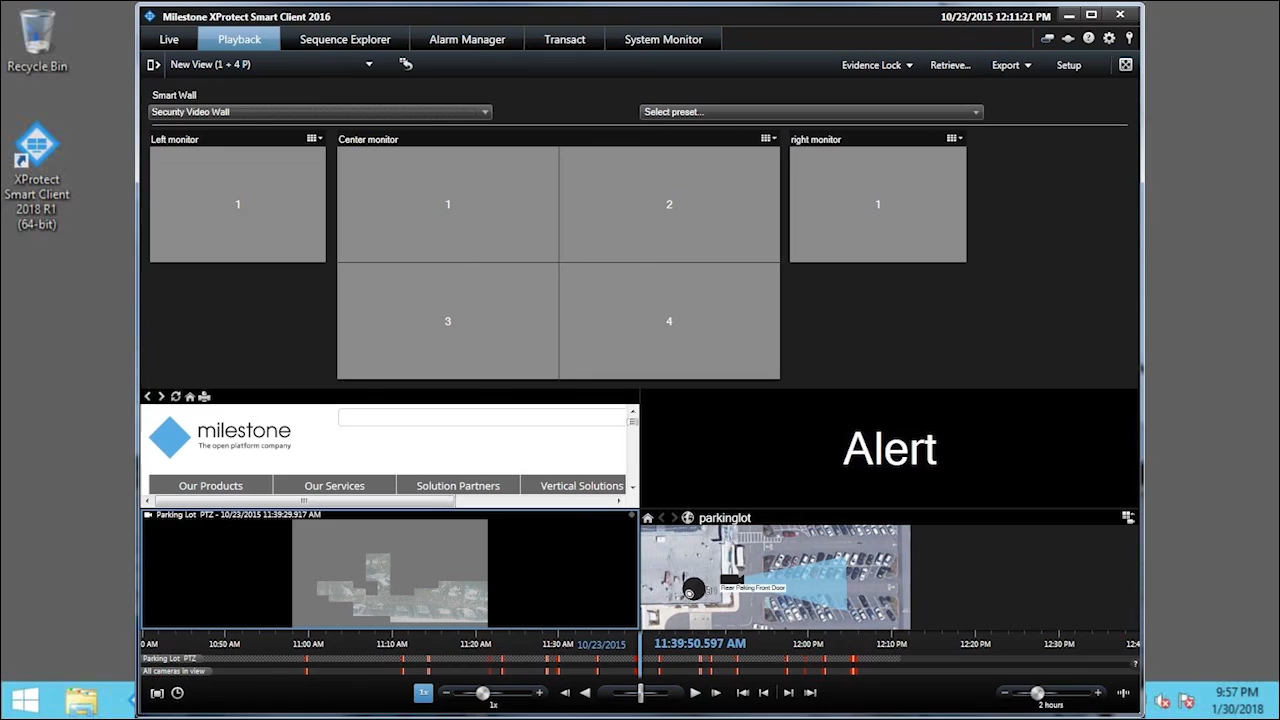 Recycle Bin
XProtect
Smart Client
2018 R1
(64-bit)
Milestone XProtect Smart Client 2016
10/23/2015 12:11:21 PM
Live
Playback
Sequence Explorer
Alarm Manager
Transact
System Monitor
New View (1 + 4 P)
Evidence Lock
Retrieve...
Export
Setup
Smart Wall
Security Video Wall
Select preset...
Left monitor
Center monitor
right monitor
1
1
2
1
3
4
milestone
The open platform company
Our Products
Our Services
Solution Partners
Vertical Solutions
Alert
Parking Lot PTZ - 10/23/2015 11:39:29.917 AM
parkinglot
Rear Paking Front Door
0 AM
10:50 AM
11:00 AM
11:10 AM
11:20 AM
11:30 AM
10/23/2015
11:39:50.597 AM
12:00 PM
12:10 PM
12:20 PM
12:30 PM
12:4
Parking Lot PTZ
All cameras in view
?
1x
1x
2 hours
9:57 PM
1/30/2018